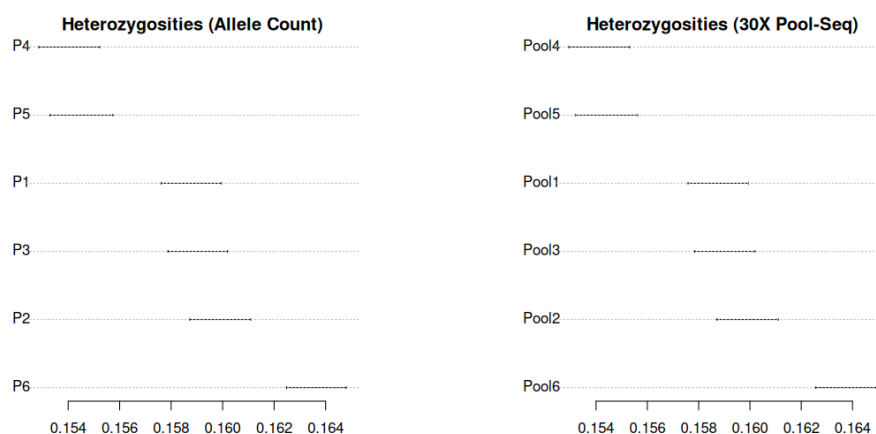 Heterozygosities (Allele Count)
P4
P5
P1
P3
P2
P6
0.154 0.156 0.158 0.160 0.162 0.164
Heterozygosities (30X Pool-Seq)
Pool4
Pool5
Pool1
Pool3
Pool2
Pool6
0.154 0.156 0.158 0.160 0.162 0.164